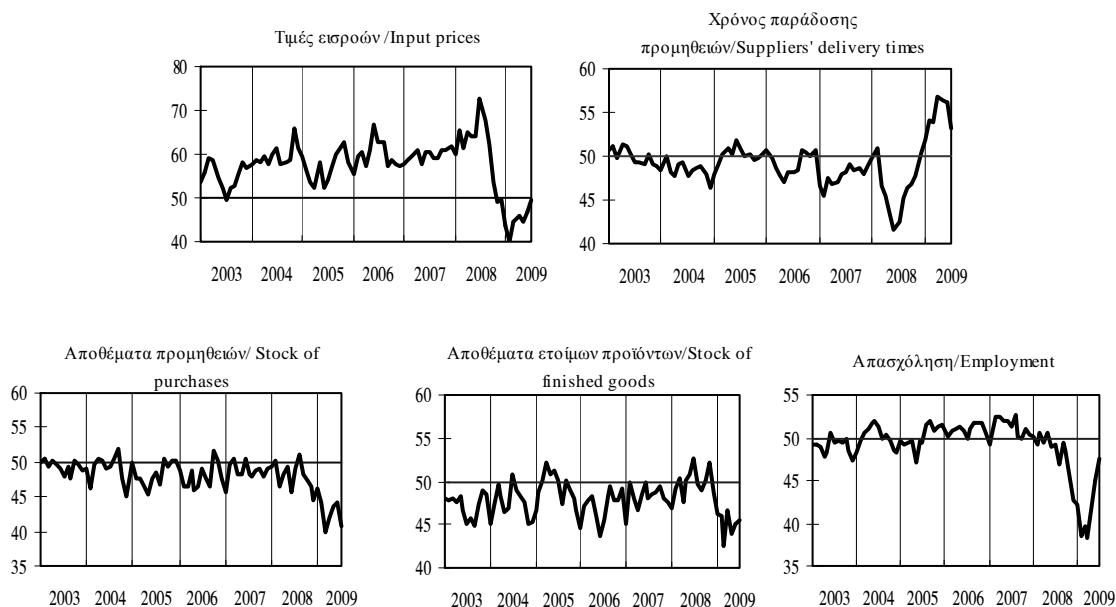 Τιμές εισροών /Input prices
80
70
60
50
40
2003 2004 2005 2006 2007 2008 2009
Χρόνος παράδοσης
προμηθειών/Suppliers' delivery times
60
55
50
45
40
2003 2004 2005 2006 2007 2008 2009
Αποθέματα προμηθειών/ Stock of
purchases
60
55
50
45
40
35
2003 2004 2005 2006 2007 2008 2009
Αποθέματα ετοίμων προϊόντων/Stock of
finished goods
60
55
50
45
40
2003 2004 2005 2006 2007 2008 2009
Απασχόληση/Employment
55
50
45
40
35
2003 2004 2005 2006 2007 2008 2009